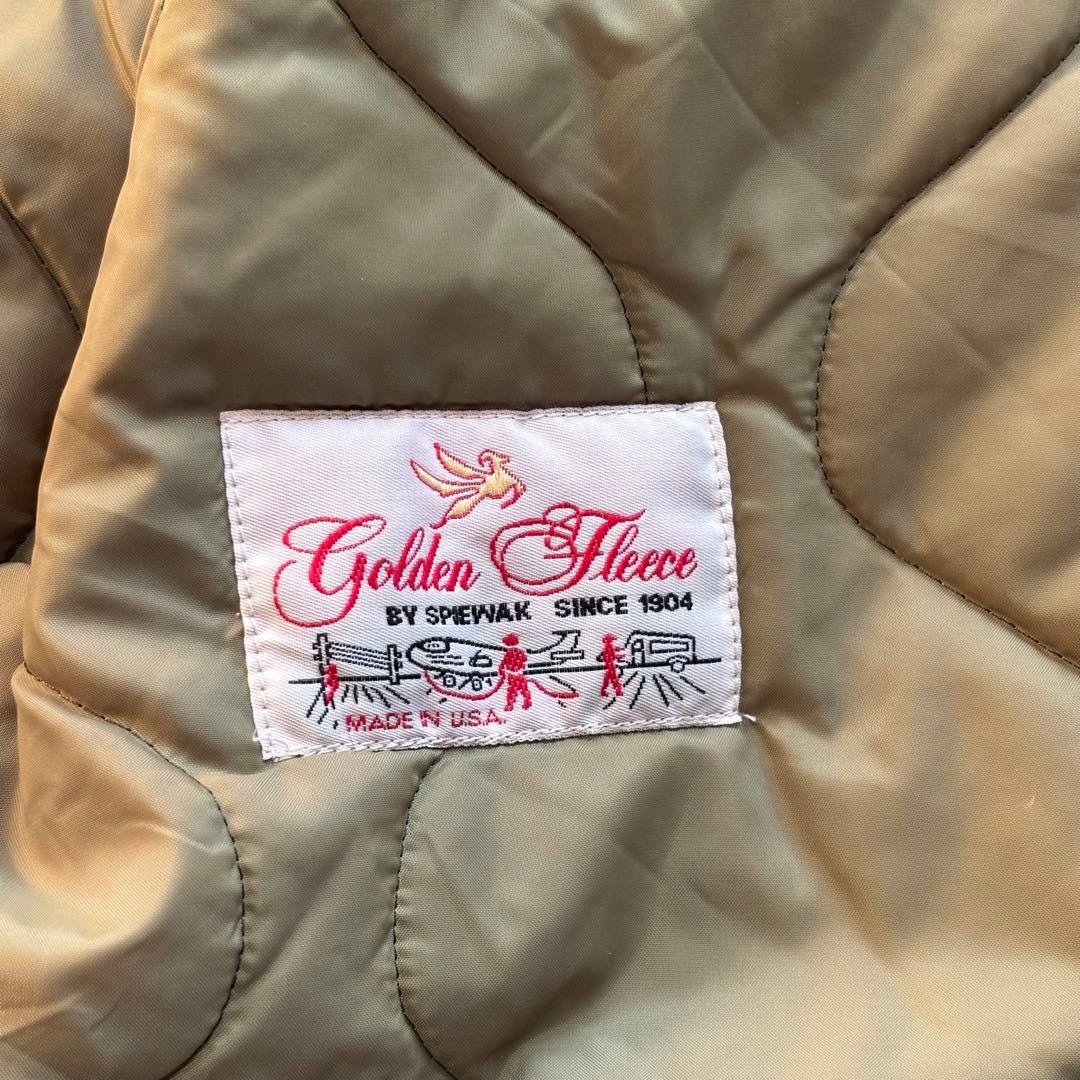 Golden Fleece
BY SPIEWAK SINCE 1904
MADE IN U.S.A.